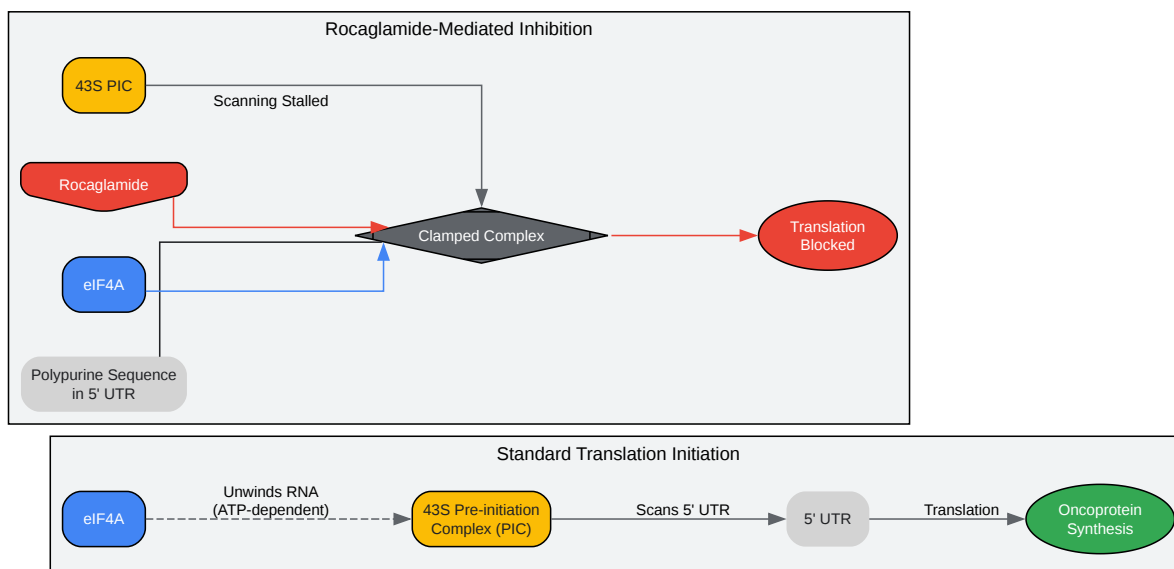 Rocaglamide-Mediated Inhibition
43S PIC
Scanning Stalled
Rocaglamide
Clamped Complex
Translation
Blocked
eIF4A
Polypurine Sequence
in 5' UTR
Standard Translation Initiation
eIF4A
Unwinds RNA
(ATP-dependent)
43S Pre-initiation
Complex (PIC)
Scans 5' UTR
5' UTR
Translation
Oncoprotein
Synthesis